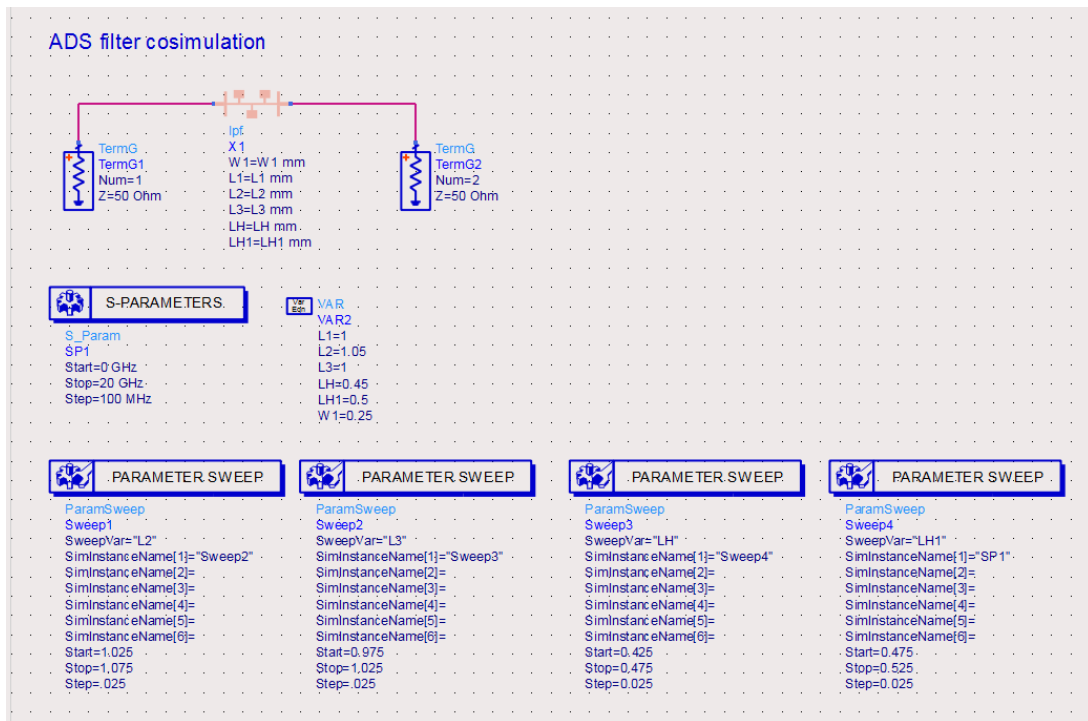 ADS filter cosimulation
lpf
X1
W1=W1 mm
L1=L1 mm
L2=L2 mm
L3=L3 mm
LH=LH mm
LH1=LH1 mm
TermG
TermG1
Num=1
Z=50 Ohm
TermG
TermG2
Num=2
Z=50 Ohm
S-PARAMETERS
S_Param
SP1
Start=0 GHz
Stop=20 GHz
Step=100 MHz
Var
Eqn
VAR
VAR2
L1=1
L2=1.05
L3=1
LH=0.45
LH1=0.5
W1=0.25
PARAMETER SWEEP
ParamSweep
Sweep1
SweepVar="L2"
SimInstanceName[1]="Sweep2"
SimInstanceName[2]=
SimInstanceName[3]=
SimInstanceName[4]=
SimInstanceName[5]=
SimInstanceName[6]=
Start=1.025
Stop=1.075
Step=.025
PARAMETER SWEEP
ParamSweep
Sweep2
SweepVar="L3"
SimInstanceName[1]="Sweep3"
SimInstanceName[2]=
SimInstanceName[3]=
SimInstanceName[4]=
SimInstanceName[5]=
SimInstanceName[6]=
Start=0.975
Stop=1.025
Step=.025
PARAMETER SWEEP
ParamSweep
Sweep3
SweepVar="LH"
SimInstanceName[1]="Sweep4"
SimInstanceName[2]=
SimInstanceName[3]=
SimInstanceName[4]=
SimInstanceName[5]=
SimInstanceName[6]=
Start=0.425
Stop=0.475
Step=0.025
PARAMETER SWEEP
ParamSweep
Sweep4
SweepVar="LH1"
SimInstanceName[1]="SP1"
SimInstanceName[2]=
SimInstanceName[3]=
SimInstanceName[4]=
SimInstanceName[5]=
SimInstanceName[6]=
Start=0.475
Stop=0.525
Step=0.025